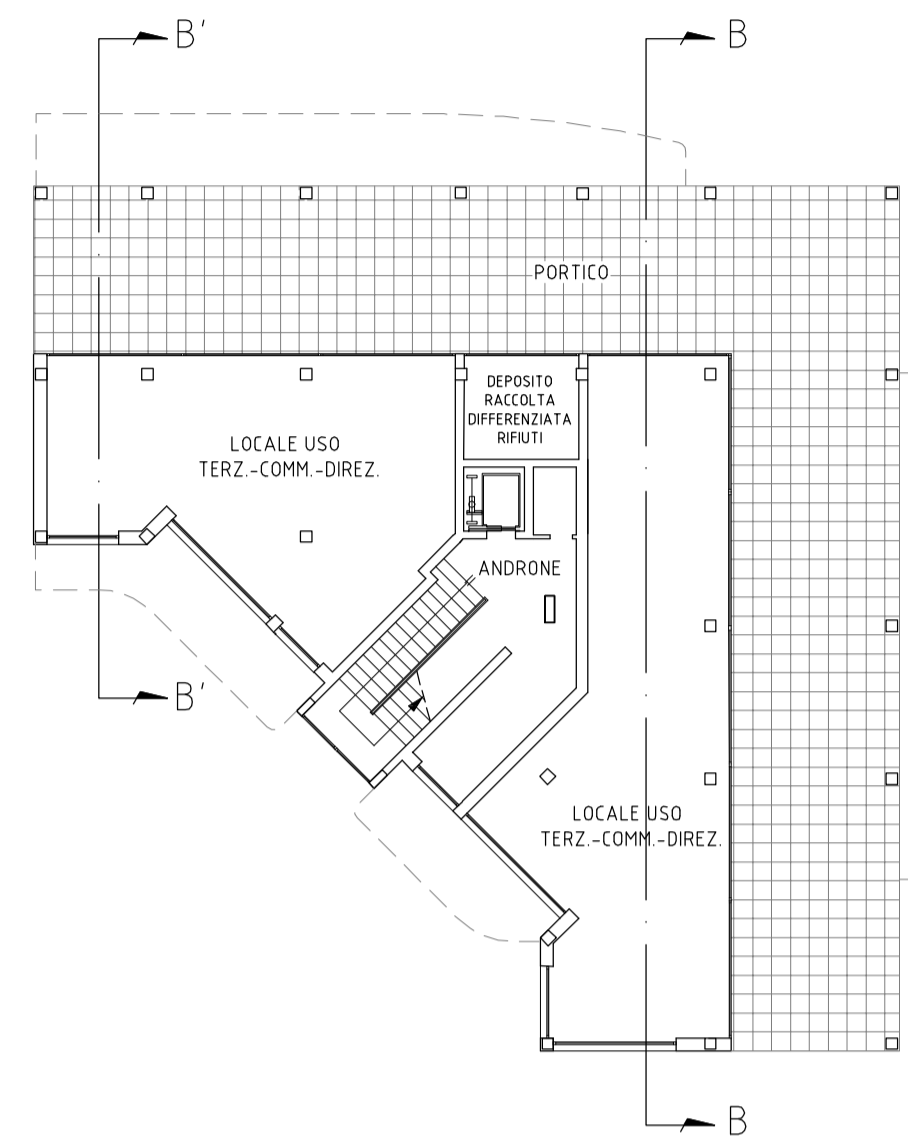 B'
B
PORTICO
DEPOSITO
RACCOLTA
DIFFERENZIATA
RIFIUTI
LOCALE USO
TERZ.-COMM.-DIREZ.
ANDRONE
B'
LOCALE USO
TERZ.-COMM.-DIREZ.
B